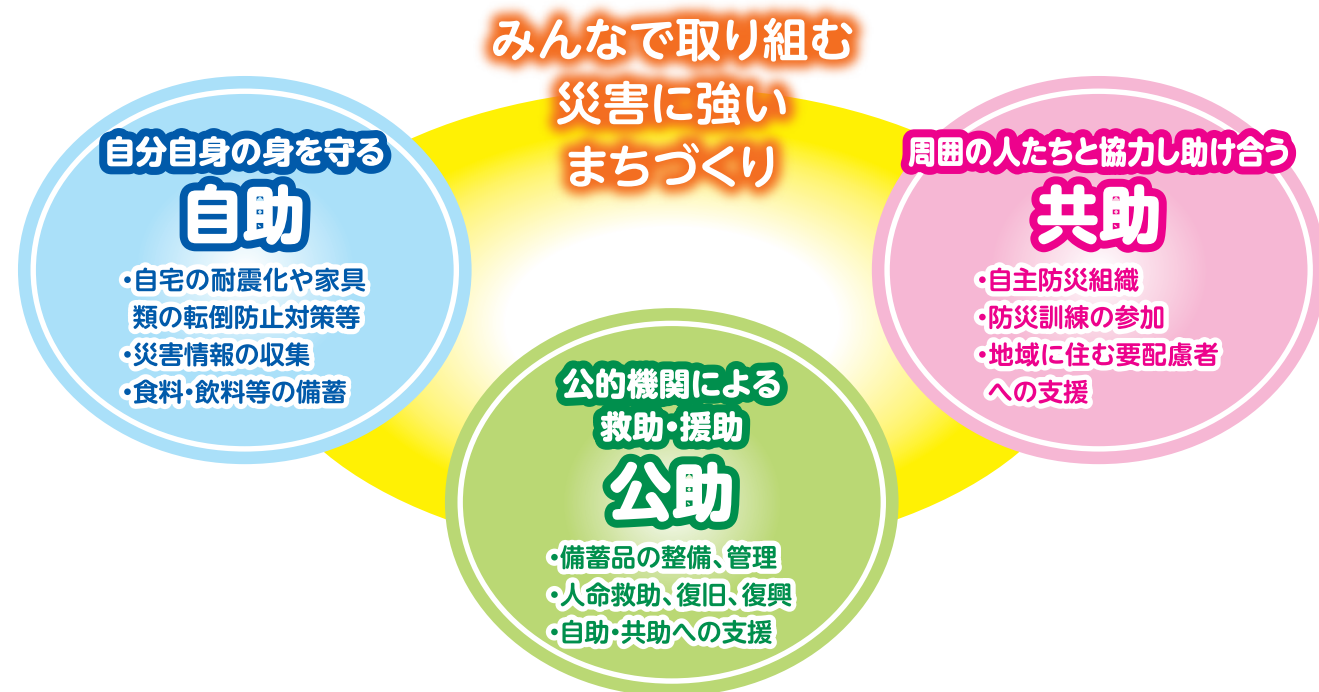 みんなで取り組む
災害に強い
まちづくり
自分自身の身を守る
自助
・自宅の耐震化や家具
類の転倒防止対策等
・災害情報の収集
・食料・飲料等の備蓄
周囲の人たちと協力し助け合う
共助
・自主防災組織
・防災訓練の参加
・地域に住む要配慮者
への支援
公的機関による
救助・援助
公助
・備蓄品の整備、管理
・人命救助、復旧、復興
・自助・共助への支援